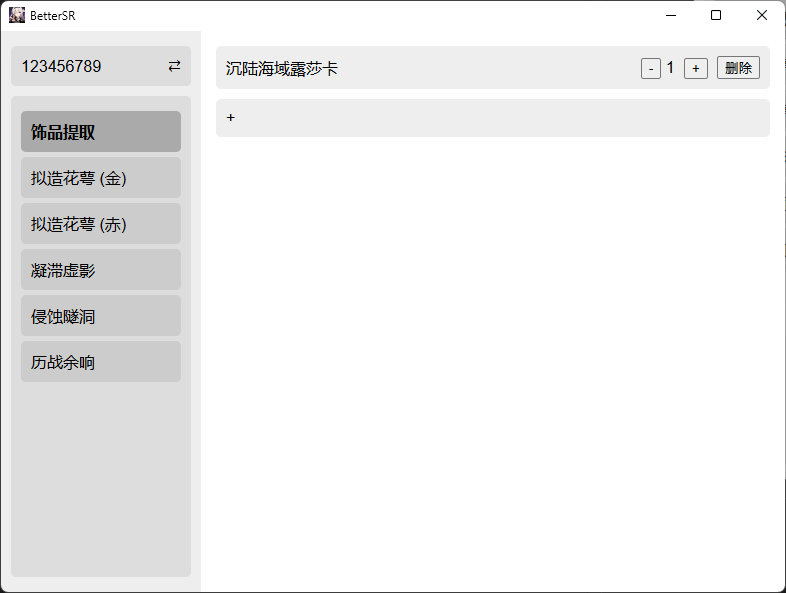 BetterSR
123456789 ⇄
饰品提取
拟造花萼 (金)
拟造花萼 (赤)
凝滞虚影
侵蚀隧洞
历战余响
沉陆海域露莎卡 - 1 + 删除
+